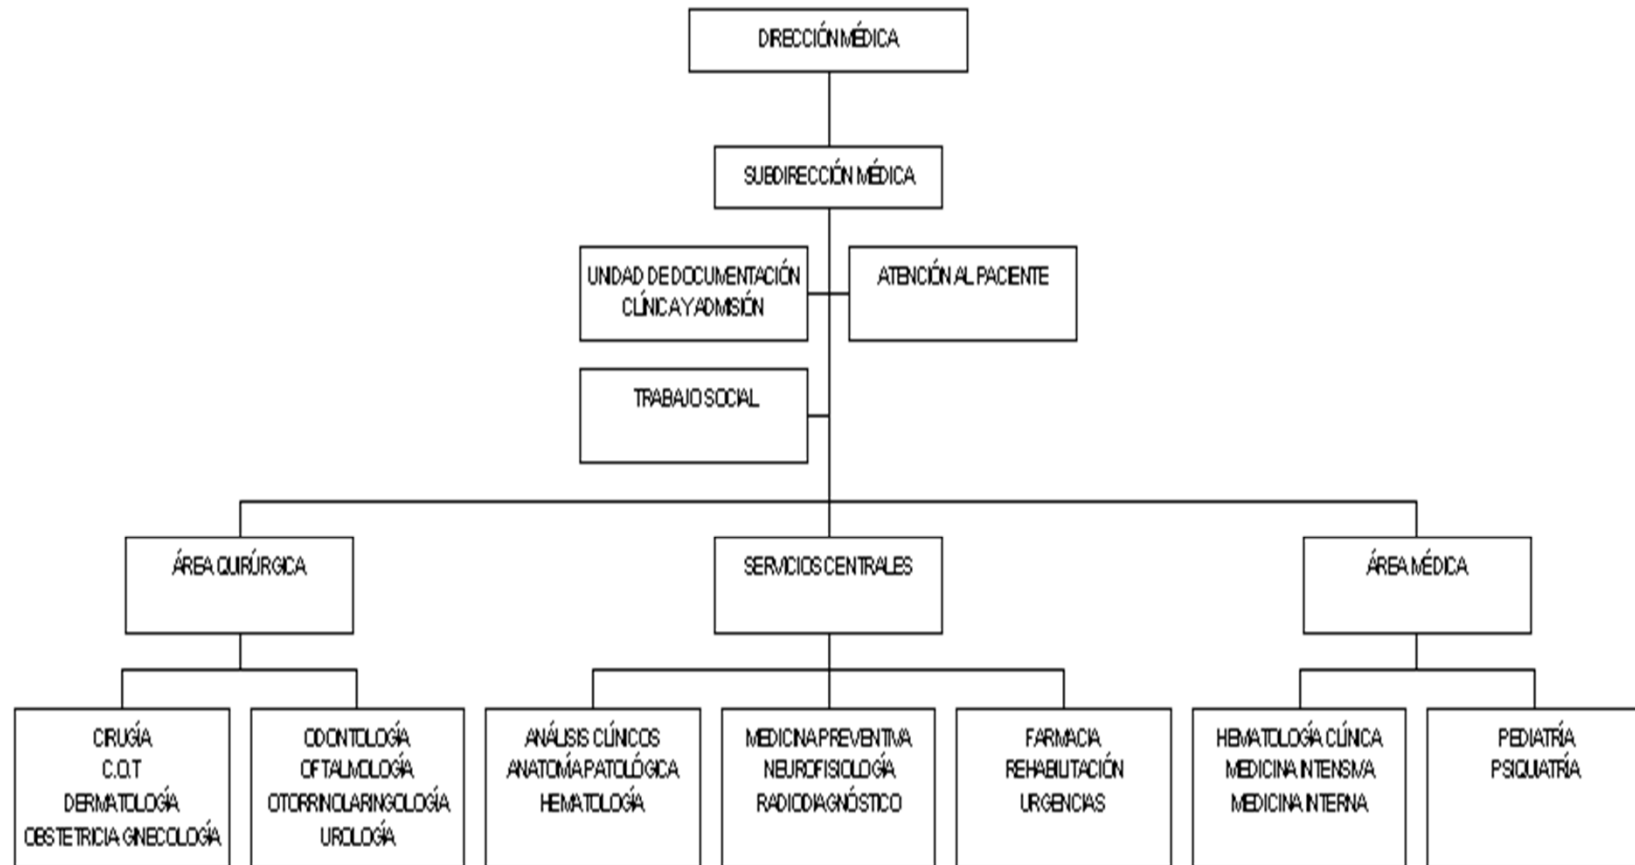 DIRECCIÓN MÉDICA
SUBDIRECCIÓN MÉDICA
UNIDAD DE DOCUMENTACIÓN
CLÍNICA Y ADMISIÓN
ATENCIÓN AL PACIENTE
TRABAJO SOCIAL
ÁREA QUIRÚRGICA
SERVICIOS CENTRALES
ÁREA MÉDICA
CIRUGÍA
C.O.T
DERMATOLOGÍA
OBSTETRICIA GINECOLOGÍA
ODONTOLOGÍA
OFTALMOLOGÍA
OTORRINOLARINGOLOGÍA
UROLOGÍA
ANÁLISIS CLÍNICOS
ANATOMÍA PATOLÓGICA
HEMATOLOGÍA
MEDICINA PREVENTIVA
NEUROFISIOLOGÍA
RADIODIAGNÓSTICO
FARMACIA
REHABILITACIÓN
URGENCIAS
HEMATOLOGÍA CLÍNICA
MEDICINA INTENSIVA
MEDICINA INTERNA
PEDIATRÍA
PSIQUIATRÍA